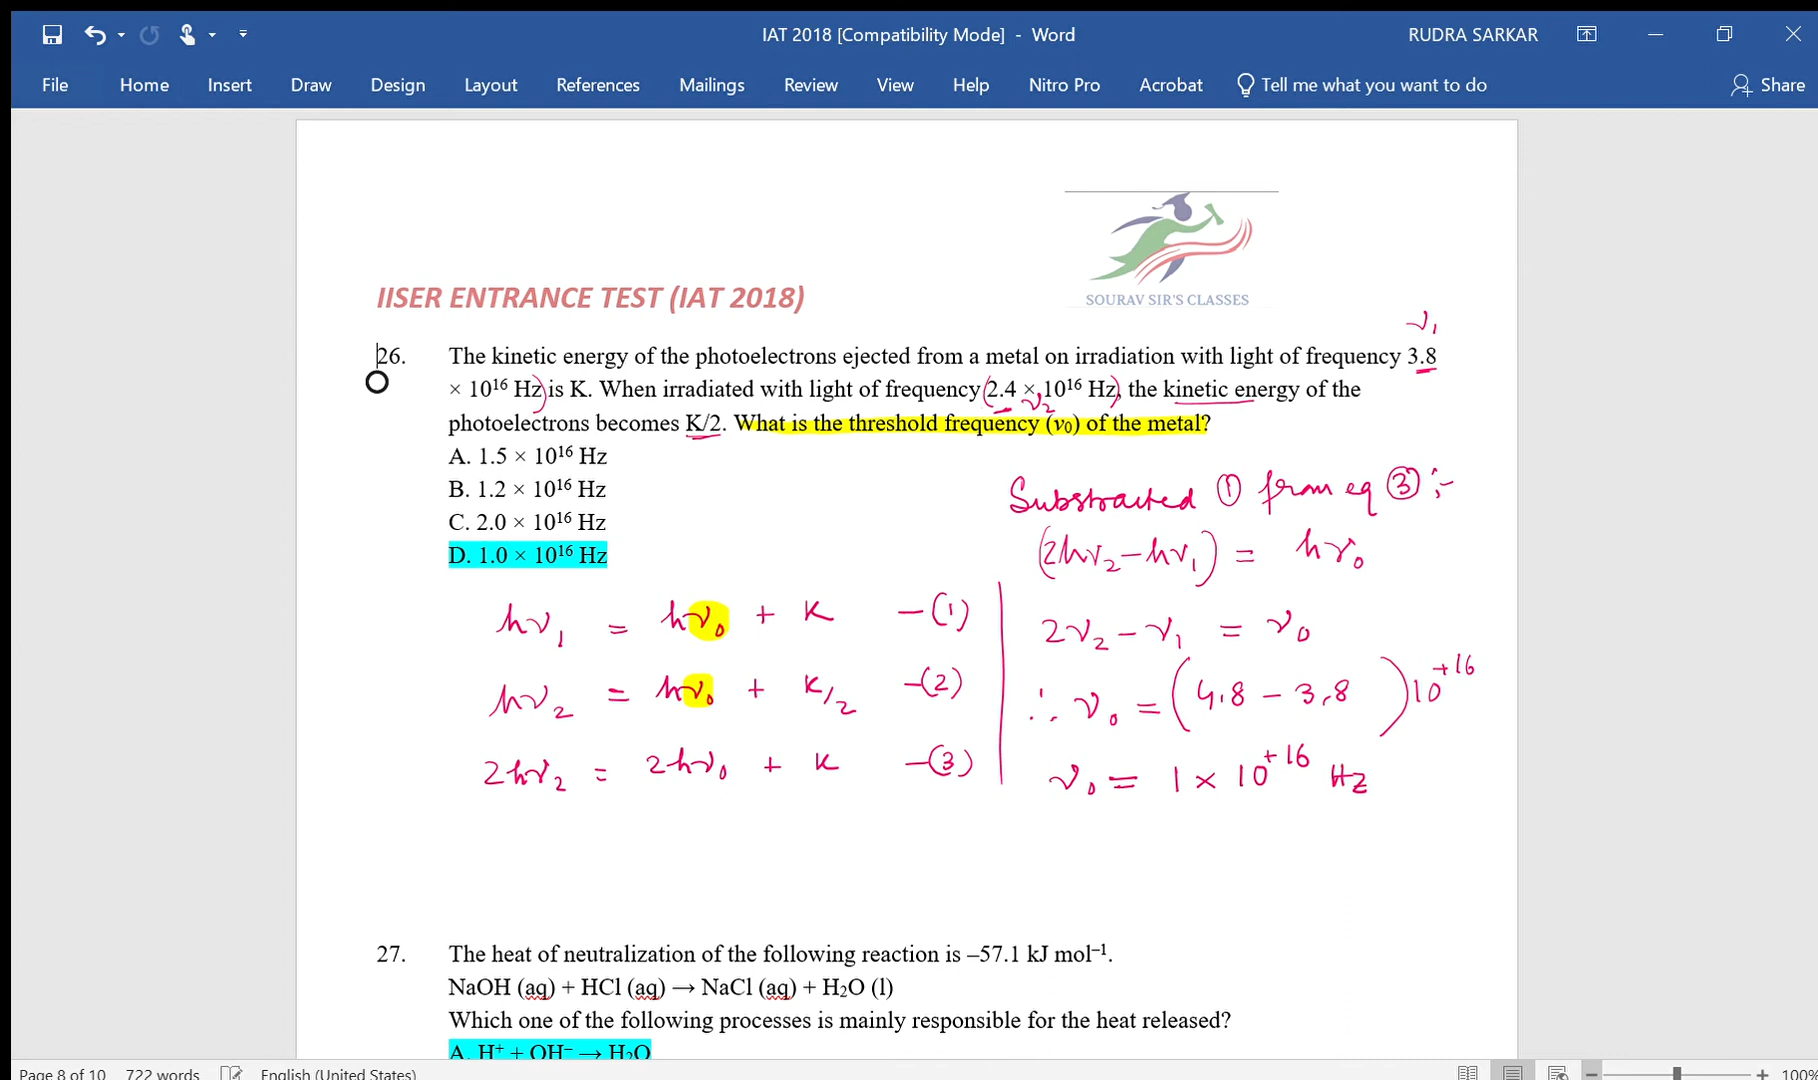 IAT 2018 [Compatibility Mode] - Word
RUDRA SARKAR
File Home Insert Draw Design Layout References Mailings Review View Help Nitro Pro Acrobat Tell me what you want to do Share
SOURAV SIR'S CLASSES
IISER ENTRANCE TEST (IAT 2018)
ν₁
26. The kinetic energy of the photoelectrons ejected from a metal on irradiation with light of frequency 3.8
× 10¹⁶ Hz) is K. When irradiated with light of frequency (2.4 × 10¹⁶ Hz), the kinetic energy of the
ν₂
photoelectrons becomes K/2. What is the threshold frequency (ν₀) of the metal?
A. 1.5 × 10¹⁶ Hz
B. 1.2 × 10¹⁶ Hz
C. 2.0 × 10¹⁶ Hz
D. 1.0 × 10¹⁶ Hz
hν₁ = hν₀ + K –(1)
hν₂ = hν₀ + K/2 –(2)
2hν₂ = 2hν₀ + K –(3)
Substracted ① from eq ③ :-
(2hν₂ – hν₁) = hν₀
2ν₂ – ν₁ = ν₀
∴ ν₀ = (4.8 – 3.8) 10⁺¹⁶
ν₀ = 1 × 10⁺¹⁶ Hz
27. The heat of neutralization of the following reaction is –57.1 kJ mol⁻¹.
NaOH (aq) + HCl (aq) → NaCl (aq) + H₂O (l)
Which one of the following processes is mainly responsible for the heat released?
A. H⁺ + OH⁻ → H₂O
Page 8 of 10 722 words English (United States) 100%